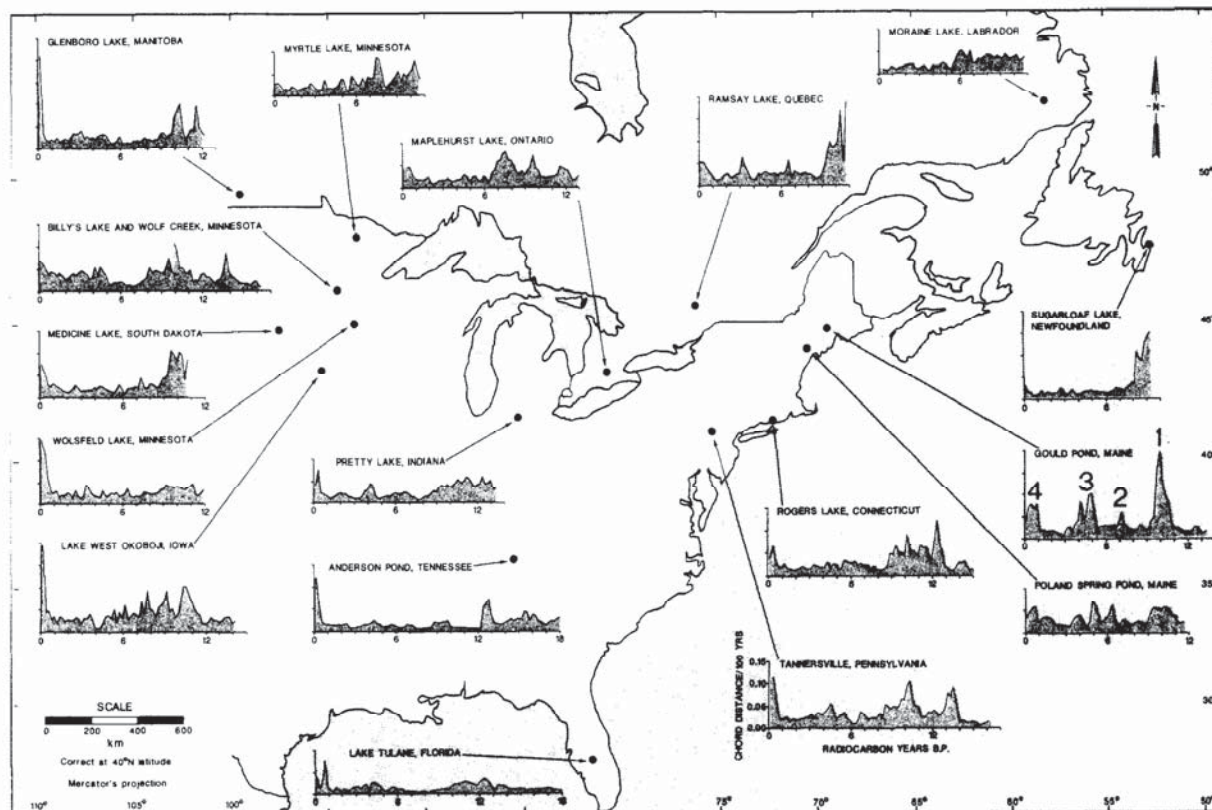 GLENBORO LAKE, MANITOBA
0 6 12
MYRTLE LAKE, MINNESOTA
0 6
MORAINE LAKE, LABRADOR
0 6
N
MAPLEHURST LAKE, ONTARIO
0 6 12
RAMSAY LAKE, QUEBEC
0 6
50°
BILLY'S LAKE AND WOLF CREEK, MINNESOTA
0 6 12
MEDICINE LAKE, SOUTH DAKOTA
0 6 12
SUGARLOAF LAKE,
NEWFOUNDLAND
0 6
45°
WOLSFELD LAKE, MINNESOTA
0 6 12
PRETTY LAKE, INDIANA
0 6 12
GOULD POND, MAINE
1
2
3
4
0 6 12
40°
LAKE WEST OKOBOJI, IOWA
0 6 12
ANDERSON POND, TENNESSEE
0 6 12 18
ROGERS LAKE, CONNECTICUT
0 6 12
POLAND SPRING POND, MAINE
0 6 12
35°
TANNERSVILLE, PENNSYLVANIA
CHORD DISTANCE/100 YRS
0.15
0.10
0.05
0.00
0 6 12
RADIOCARBON YEARS B.P.
30°
SCALE
0 200 400 600
km
Correct at 40°N latitude
Mercator's projection
LAKE TULANE, FLORIDA
0 6 12 18
110° 105° 100° 75° 70° 65° 60° 55° 50°